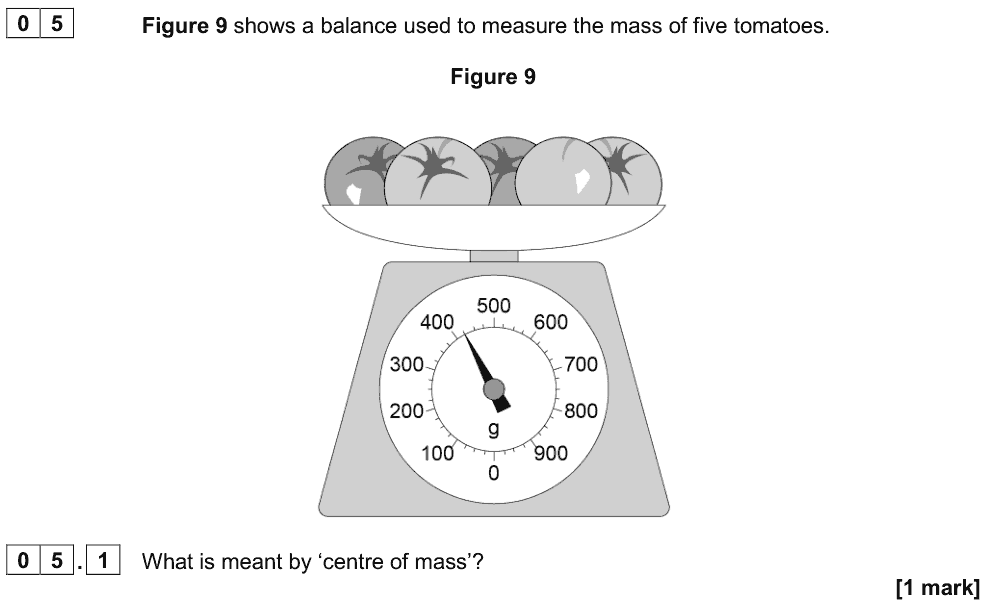 0 5 Figure 9 shows a balance used to measure the mass of five tomatoes.
Figure 9
500
400 600
300 700
200 800
g
100 900
0
0 5 . 1 What is meant by ‘centre of mass’?
[1 mark]